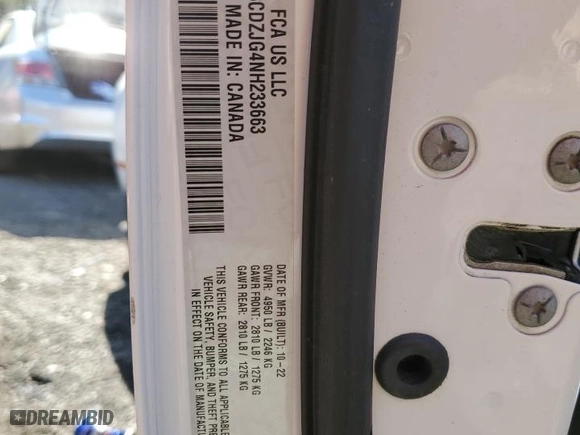 FCA US LLC
CDZJG4NH233663
MADE IN: CANADA
DATE OF MFR (BUILT): 10-22
GVWR: 4950 LB / 2246 KG
GAWR FRONT: 2810 LB / 1275 KG
GAWR REAR: 2810 LB / 1275 KG
THIS VEHICLE CONFORMS TO ALL APPLICABLE
VEHICLE SAFETY, BUMPER, AND THEFT PRE
IN EFFECT ON THE DATE OF MANUFACT
DREAMBID